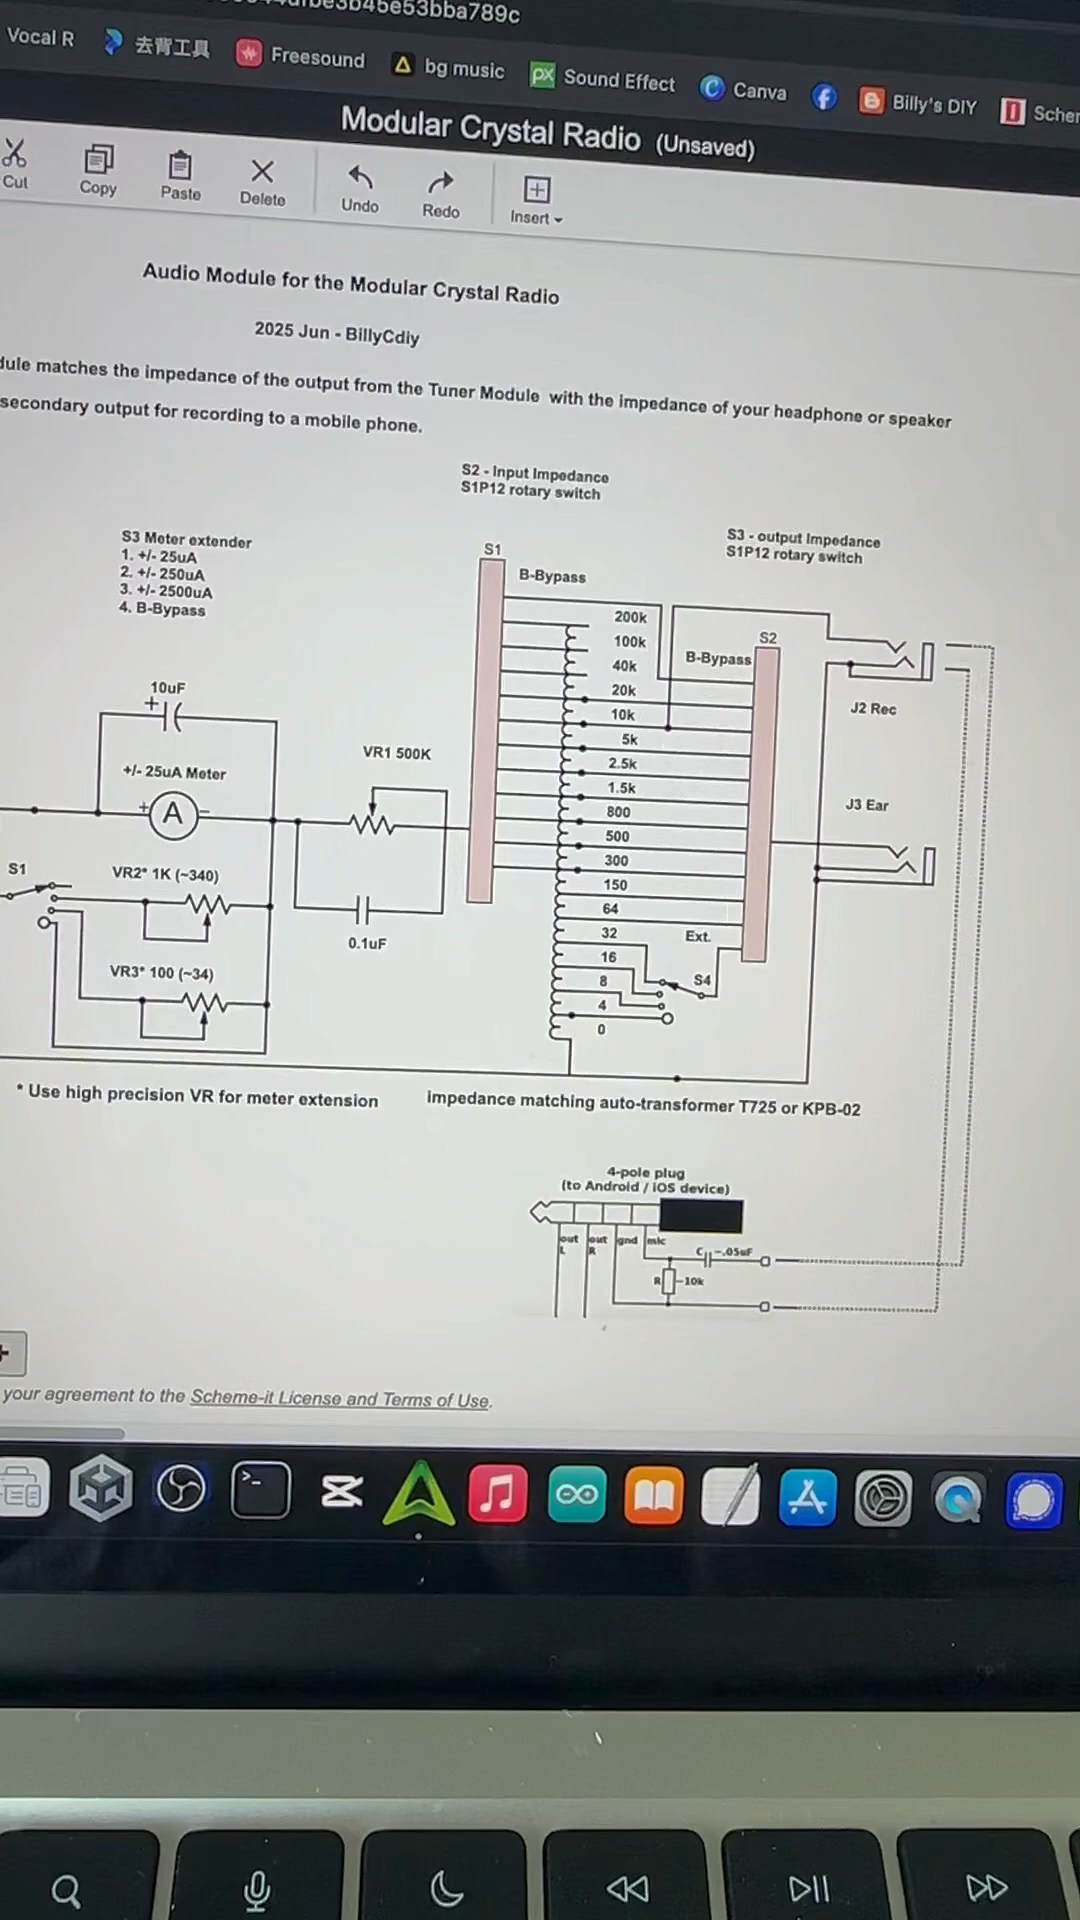 Vocal R 去背工具 Freesound bg music Sound Effect Canva Billy's DIY
Modular Crystal Radio (Unsaved)
Cut Copy Paste Delete Undo Redo Insert
Audio Module for the Modular Crystal Radio
2025 Jun - BillyCdiy
dule matches the impedance of the output from the Tuner Module with the impedance of your headphone or speaker
secondary output for recording to a mobile phone.
S2 - Input Impedance
S1P12 rotary switch
S3 - output Impedance
S1P12 rotary switch
S3 Meter extender
1. +/- 25uA
2. +/- 250uA
3. +/- 2500uA
4. B-Bypass
S1
B-Bypass
200k
100k
40k
20k
10k
5k
2.5k
1.5k
800
500
300
150
64
32
16
8
4
0
S2
B-Bypass
J2 Rec
J3 Ear
Ext.
S4
10uF
+
+/- 25uA Meter
+ A -
VR1 500K
0.1uF
S1
VR2* 1K (~340)
VR3* 100 (~34)
* Use high precision VR for meter extension
impedance matching auto-transformer T725 or KPB-02
4-pole plug
(to Android / iOS device)
out out gnd mic
L R
C ~.05uF
R ~10k
your agreement to the Scheme-it License and Terms of Use.